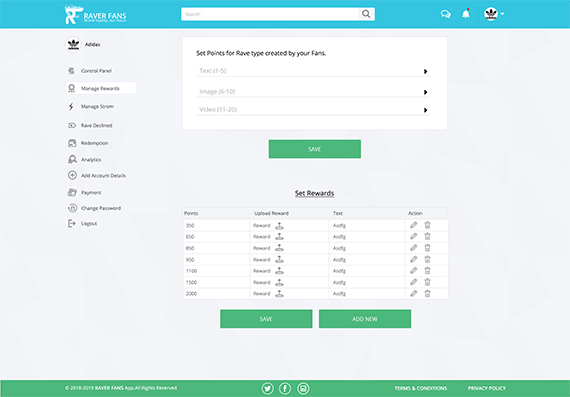 RAVER FANS
Search
Adidas
Control Panel
Manage Rewards
Manage Strom
Rave Declined
Redemption
Analytics
Add Account Details
Payment
Change Password
Logout
Set Points for Rave type created by your Fans.
Text (1-5)
Image (6-10)
Video (11-20)
SAVE
Set Rewards
Points Upload Reward Text Action
350 Reward Asdfg
650 Reward Asdfg
850 Reward Asdfg
950 Reward Asdfg
1100 Reward Asdfg
1500 Reward Asdfg
2000 Reward Asdfg
SAVE ADD NEW
© 2018-2019 RAVER FANS App.All Rights Reserved TERMS & CONDITIONS PRIVACY POLICY